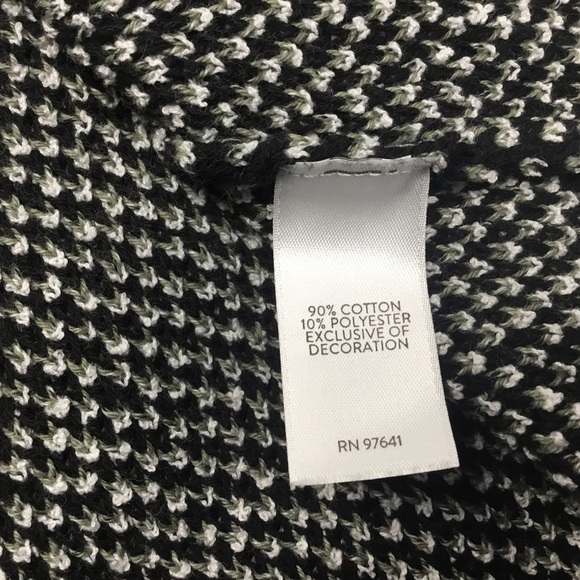 90% COTTON
10% POLYESTER
EXCLUSIVE OF
DECORATION
RN 97641